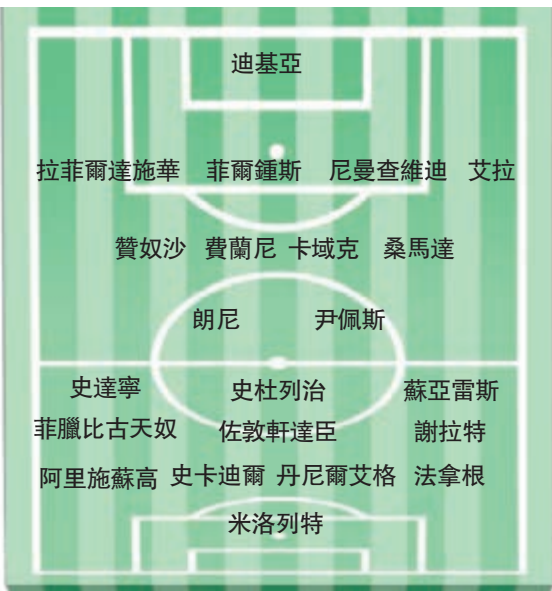 迪基亞
拉菲爾達施華 菲爾鍾斯 尼曼查維迪 艾拉
贊奴沙 費蘭尼 卡域克 桑馬達
朗尼 尹佩斯
史達寧 史杜列治 蘇亞雷斯
菲臘比古天奴 佐敦軒達臣 謝拉特
阿里施蘇高 史卡迪爾 丹尼爾艾格 法拿根
米洛列特